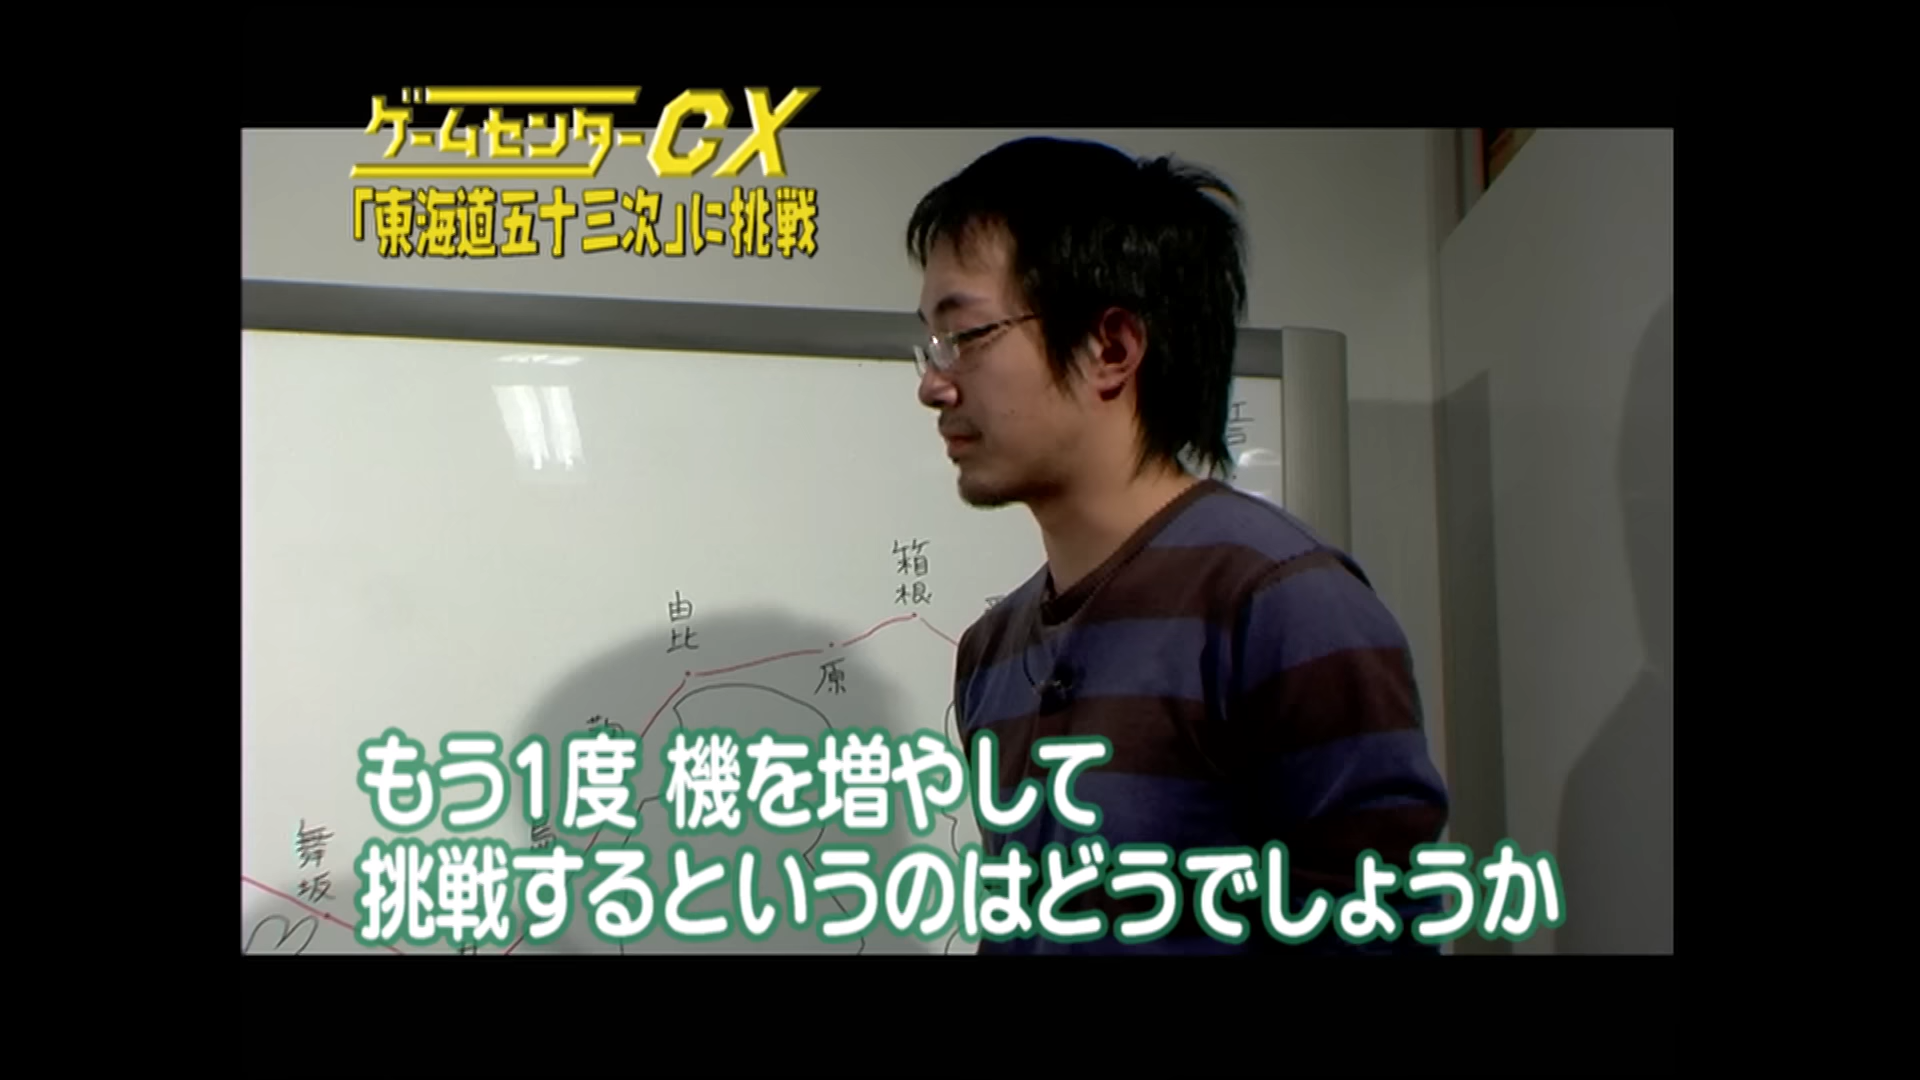 ゲームセンターCX
「東海道五十三次」に挑戦
箱根
由比
原
舞坂
もう1度 機を増やして
挑戦するというのはどうでしょうか